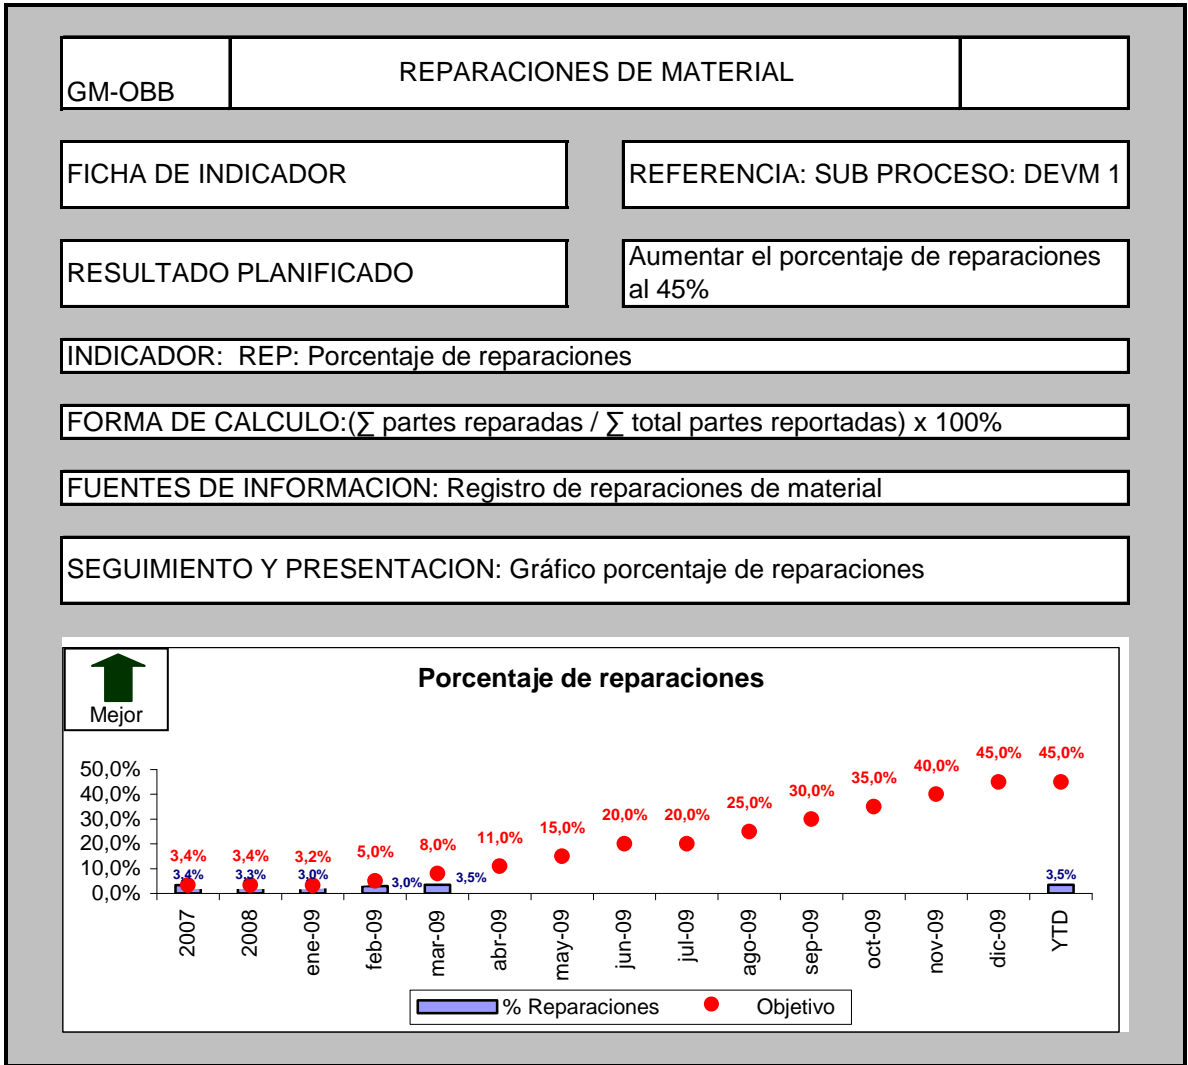 GM-OBB
REPARACIONES DE MATERIAL
FICHA DE INDICADOR
REFERENCIA: SUB PROCESO: DEVM 1
RESULTADO PLANIFICADO
Aumentar el porcentaje de reparaciones
al 45%
INDICADOR:  REP: Porcentaje de reparaciones
FORMA DE CALCULO:(∑ partes reparadas / ∑ total partes reportadas) x 100%
FUENTES DE INFORMACION: Registro de reparaciones de material
SEGUIMIENTO Y PRESENTACION: Gráfico porcentaje de reparaciones
Mejor
Porcentaje de reparaciones
50,0%
40,0%
30,0%
20,0%
10,0%
0,0%
3,4%
3,4%
3,2%
5,0%
8,0%
11,0%
15,0%
20,0%
20,0%
25,0%
30,0%
35,0%
40,0%
45,0%
45,0%
3,4%
3,3%
3,0%
3,0%
3,5%
3,5%
2007
2008
ene-09
feb-09
mar-09
abr-09
may-09
jun-09
jul-09
ago-09
sep-09
oct-09
nov-09
dic-09
YTD
% Reparaciones
Objetivo